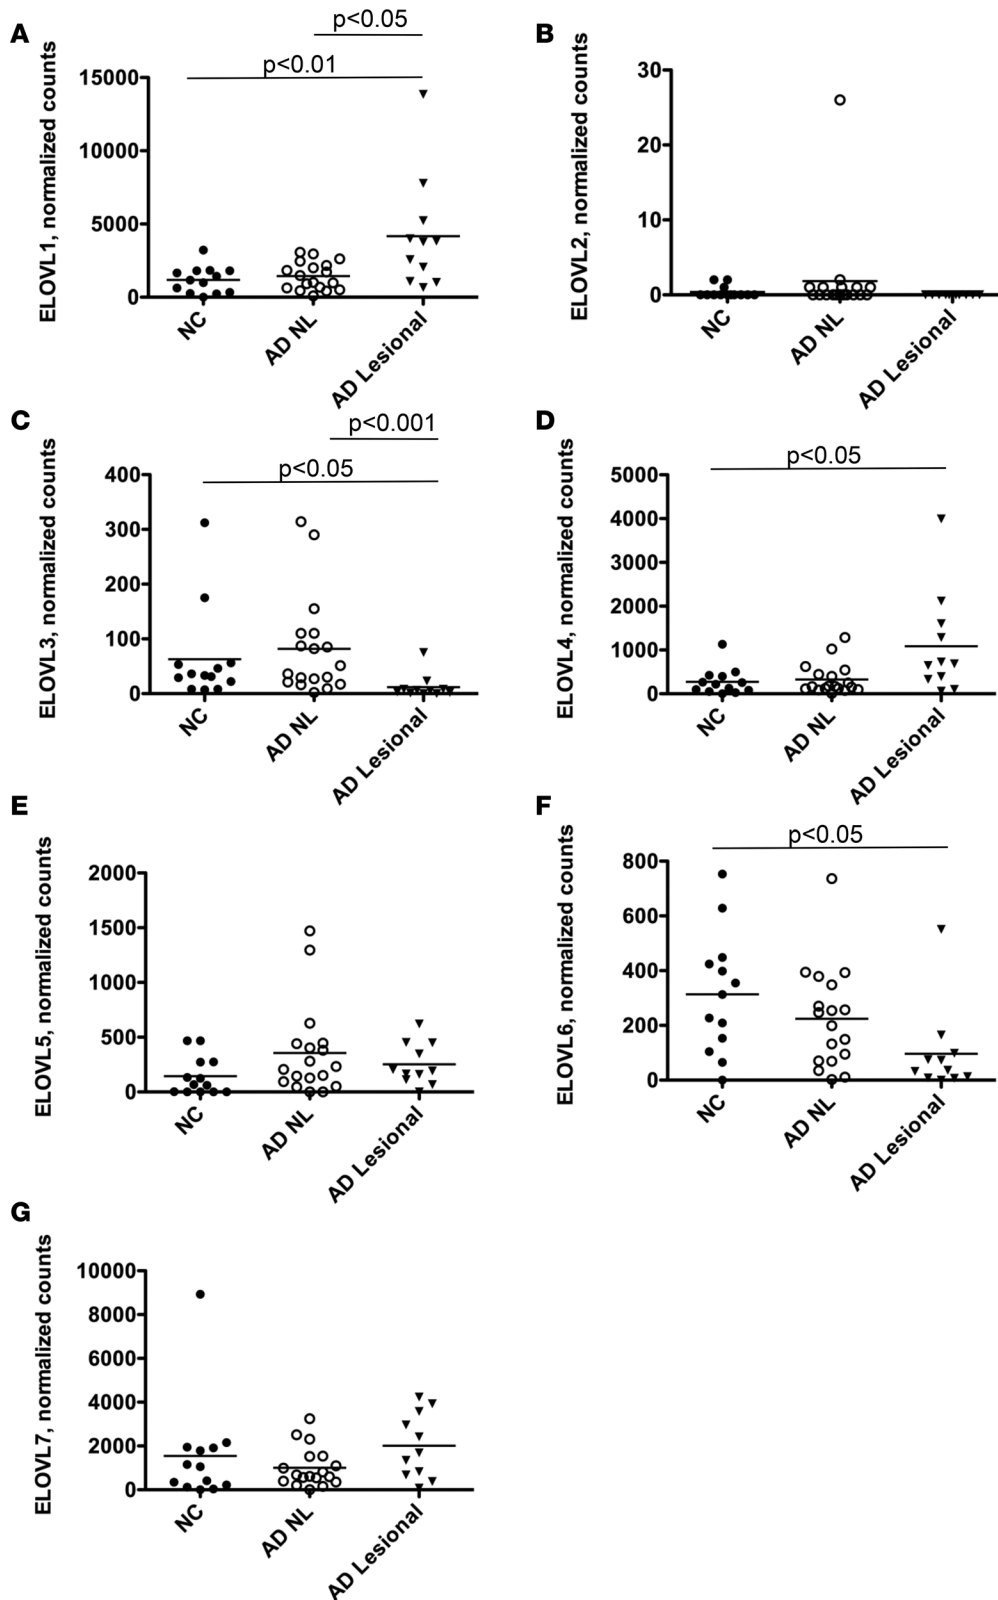 A
p<0.05
p<0.01
ELOVL1, normalized counts
15000
10000
5000
0
NC
AD NL
AD Lesional
B
ELOVL2, normalized counts
30
20
10
0
NC
AD NL
AD Lesional
C
p<0.001
p<0.05
ELOVL3, normalized counts
400
300
200
100
0
NC
AD NL
AD Lesional
D
p<0.05
ELOVL4, normalized counts
5000
4000
3000
2000
1000
0
NC
AD NL
AD Lesional
E
ELOVL5, normalized counts
2000
1500
1000
500
0
NC
AD NL
AD Lesional
F
p<0.05
ELOVL6, normalized counts
800
600
400
200
0
NC
AD NL
AD Lesional
G
ELOVL7, normalized counts
10000
8000
6000
4000
2000
0
NC
AD NL
AD Lesional